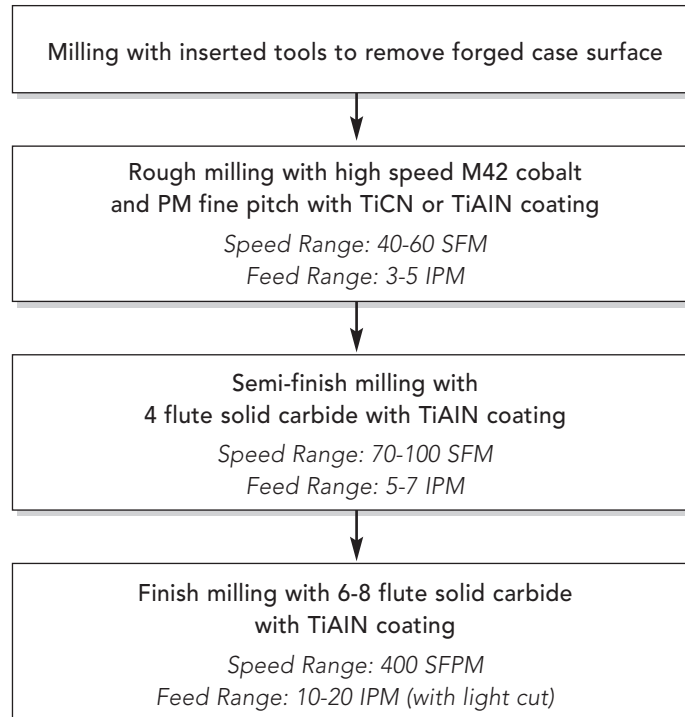 Milling with inserted tools to remove forged case surface
Rough milling with high speed M42 cobalt
and PM fine pitch with TiCN or TiAIN coating
Speed Range: 40-60 SFM
Feed Range: 3-5 IPM
Semi-finish milling with
4 flute solid carbide with TiAIN coating
Speed Range: 70-100 SFM
Feed Range: 5-7 IPM
Finish milling with 6-8 flute solid carbide
with TiAIN coating
Speed Range: 400 SFPM
Feed Range: 10-20 IPM (with light cut)